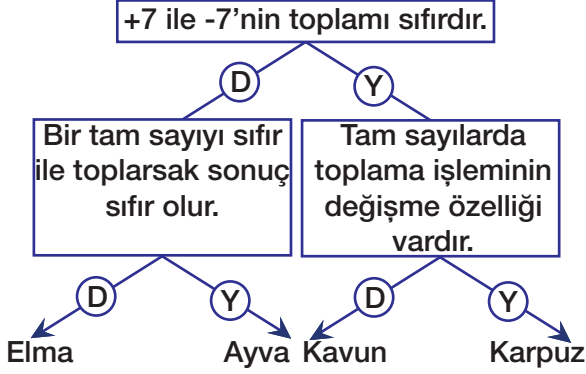 +7 ile -7’nin toplamı sıfırdır.
D
Y
Bir tam sayıyı sıfır
ile toplarsak sonuç
sıfır olur.
Tam sayılarda
toplama işleminin
değişme özelliği
vardır.
D
Y
D
Y
Elma
Ayva
Kavun
Karpuz